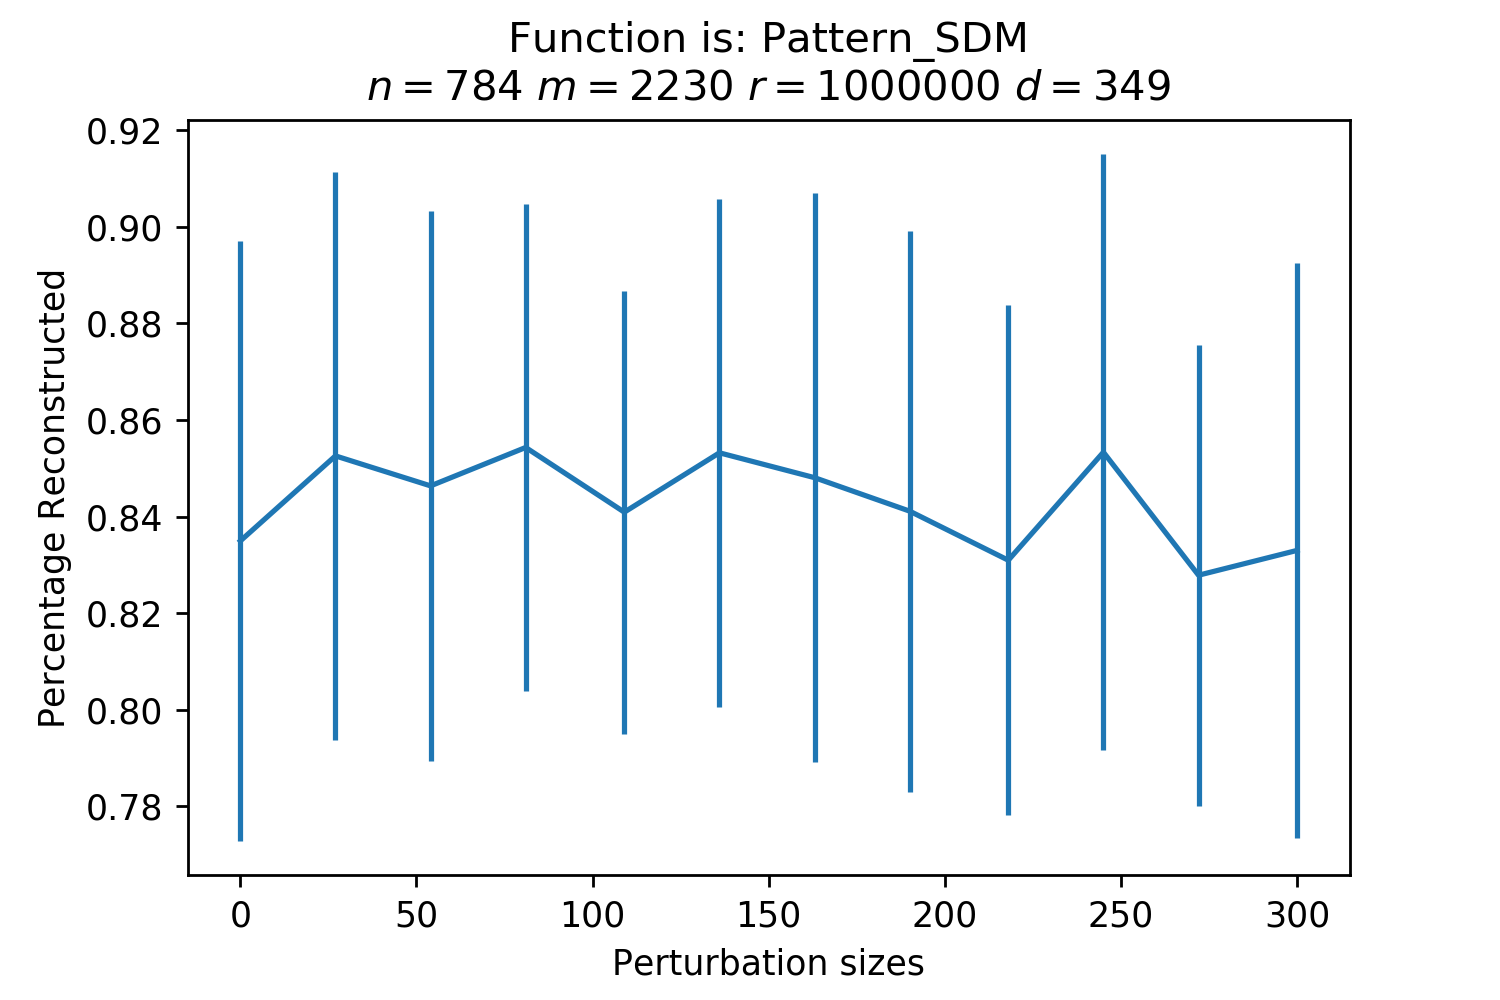 Function is: Pattern_SDM
n = 784 m = 2230 r = 1000000 d = 349
0.92
0.90
0.88
0.86
0.84
0.82
0.80
0.78
Percentage Reconstructed
0 50 100 150 200 250 300
Perturbation sizes